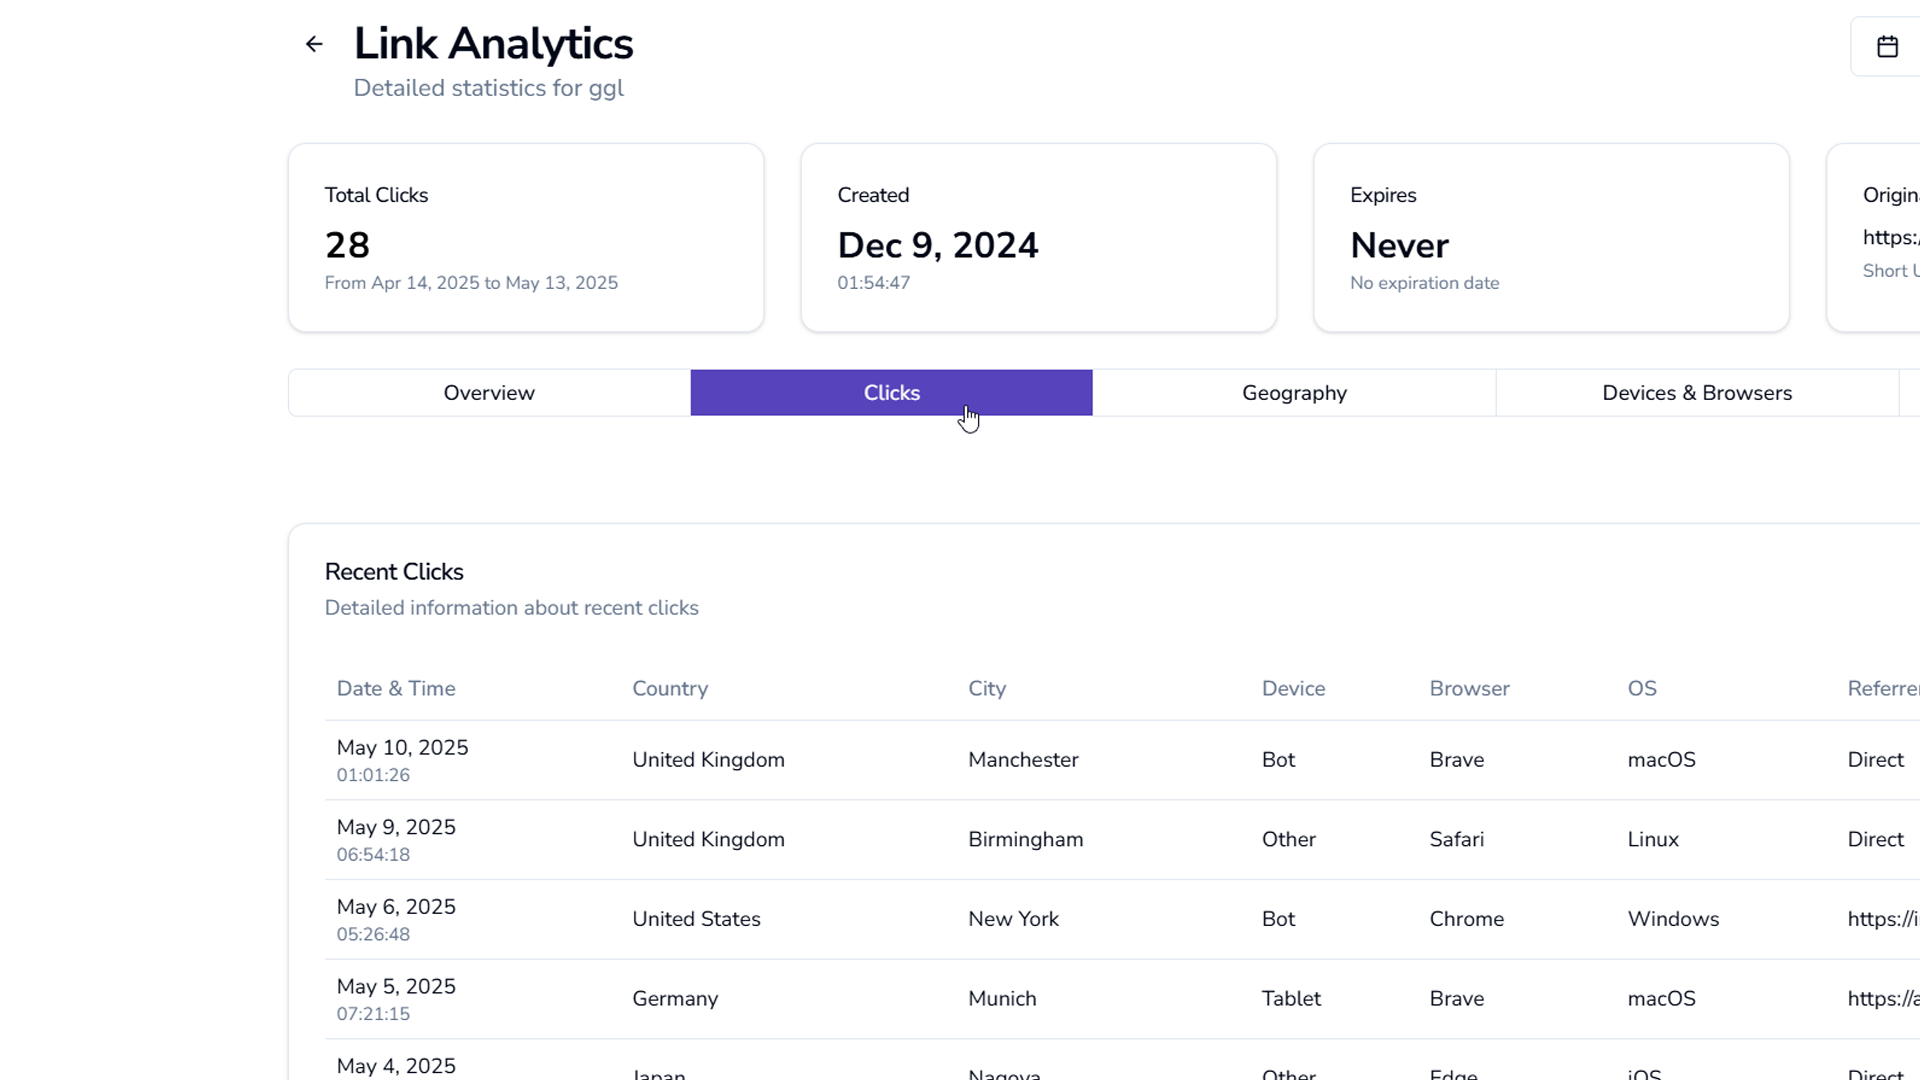 Link Analytics
Detailed statistics for ggl
Total Clicks
28
From Apr 14, 2025 to May 13, 2025
Created
Dec 9, 2024
01:54:47
Expires
Never
No expiration date
https:/
Short
Overview
Clicks
Geography
Devices & Browsers
Recent Clicks
Detailed information about recent clicks
Date & Time Country City Device Browser OS
May 10, 2025
01:01:26
United Kingdom Manchester Bot Brave macOS Direct
May 9, 2025
06:54:18
United Kingdom Birmingham Other Safari Linux Direct
May 6, 2025
05:26:48
United States New York Bot Chrome Windows https://i
May 5, 2025
07:21:15
Germany Munich Tablet Brave macOS https://a
May 4, 2025
Japan Nagoya Other Edge iOS Direct